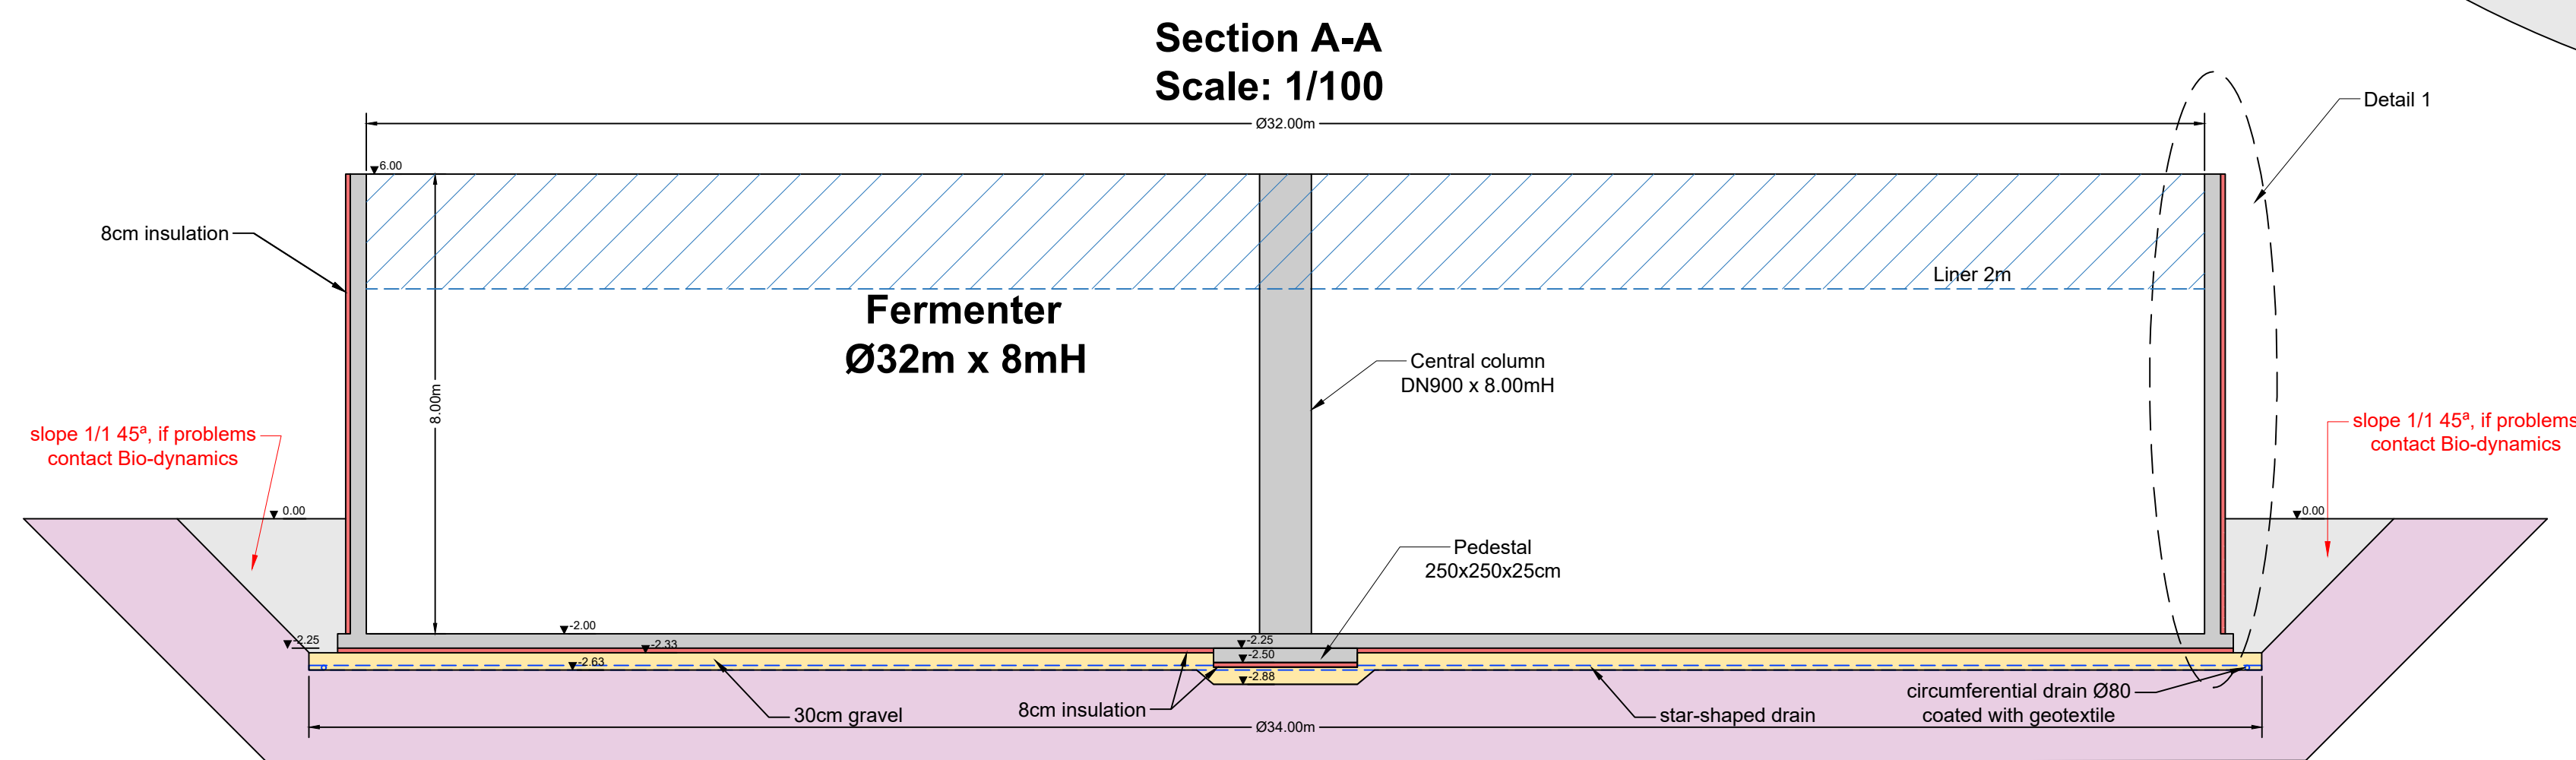 Section A-A
Scale: 1/100
Detail 1
Ø32.00m
6.00
8cm insulation
Liner 2m
Fermenter
Ø32m x 8mH
Central column
DN900 x 8.00mH
8.00m
slope 1/1 45ª, if problems
contact Bio-dynamics
slope 1/1 45ª, if problems
contact Bio-dynamics
0.00
0.00
Pedestal
250x250x25cm
-2.00
-2.25
-2.25
-2.33
-2.50
-2.63
-2.88
30cm gravel
8cm insulation
star-shaped drain
circumferential drain Ø80
coated with geotextile
Ø34.00m